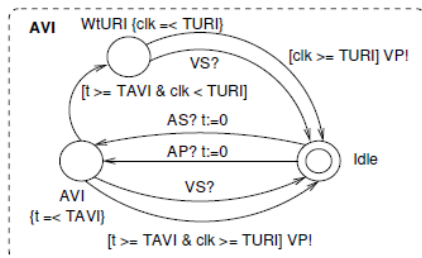 AVI
WtURI {clk =< TURI}
[clk >= TURI] VP!
VS?
[t >= TAVI & clk < TURI]
AS? t:=0
AP? t:=0
Idle
AVI
{t =< TAVI}
VS?
[t >= TAVI & clk >= TURI] VP!